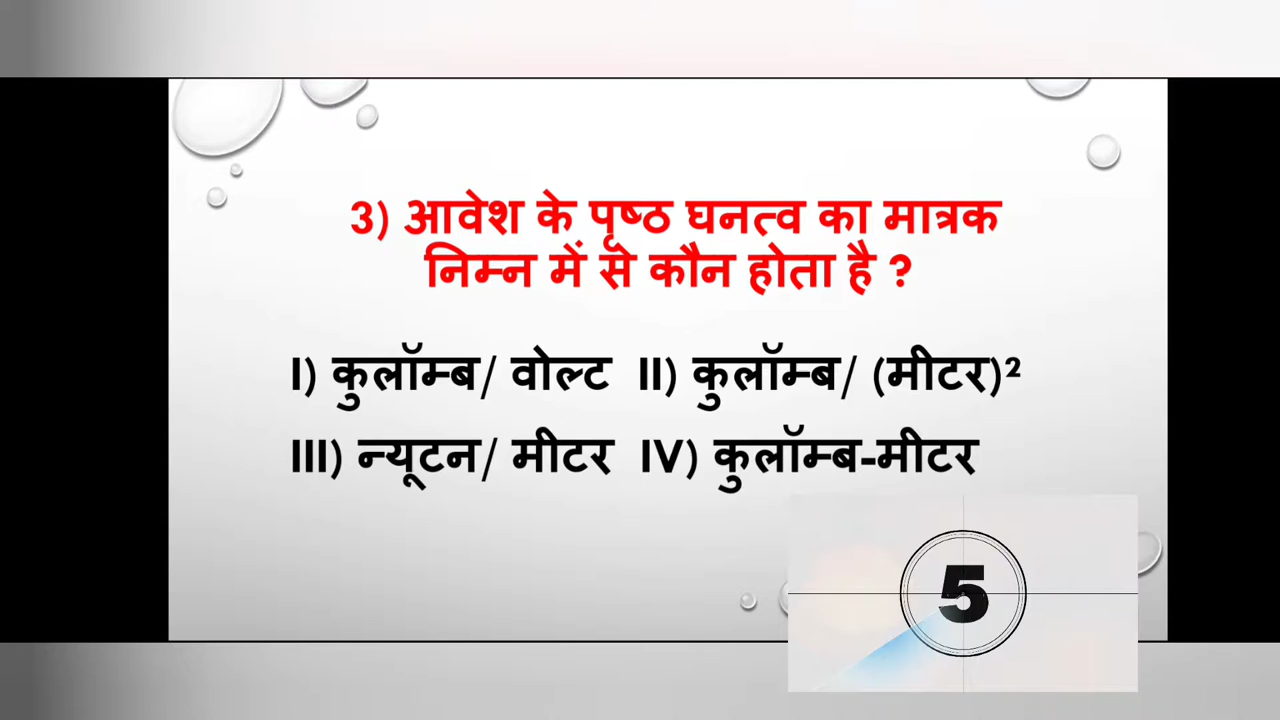 3) आवेश के पृष्ठ घनत्व का मात्रक
निम्न में से कौन होता है ?
I) कुलॉम्ब/ वोल्ट II) कुलॉम्ब/ (मीटर)²
III) न्यूटन/ मीटर IV) कुलॉम्ब-मीटर
5